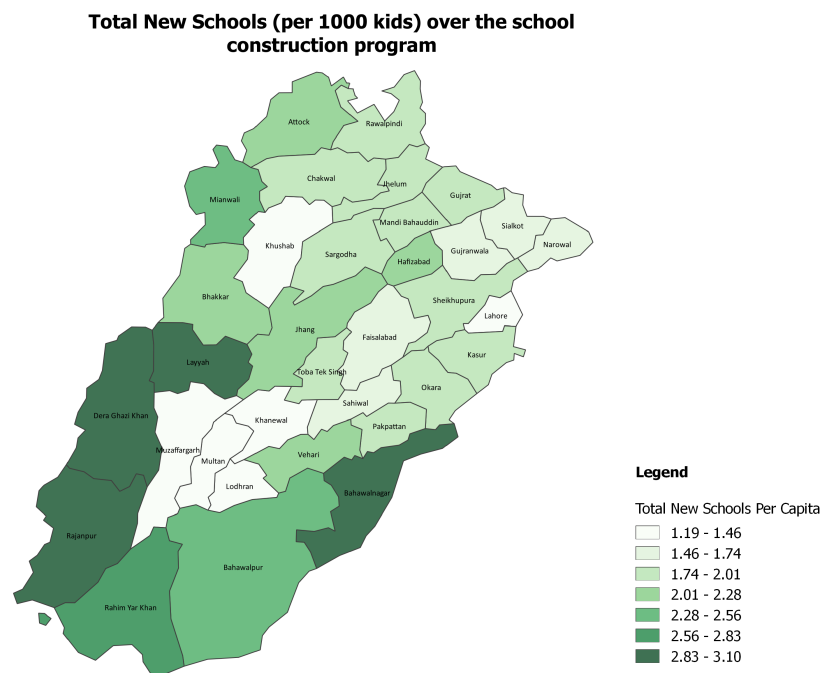 Total New Schools (per 1000 kids) over the school
construction program
Attock
Rawalpindi
Chakwal
Jhelum
Mianwali
Gujrat
Mandi Bahauddin
Sialkot
Khushab
Narowal
Sargodha
Gujranwala
Hafizabad
Bhakkar
Sheikhupura
Lahore
Jhang
Faisalabad
Kasur
Layyah
Toba Tek Singh
Okara
Sahiwal
Dera Ghazi Khan
Khanewal
Pakpattan
Muzaffargarh
Vehari
Multan
Lodhran
Bahawalnagar
Rajanpur
Bahawalpur
Rahim Yar Khan
Legend
Total New Schools Per Capita
1.19 - 1.46
1.46 - 1.74
1.74 - 2.01
2.01 - 2.28
2.28 - 2.56
2.56 - 2.83
2.83 - 3.10